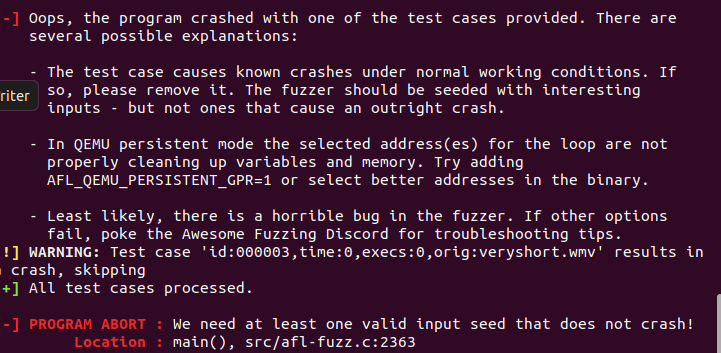 -] Oops, the program crashed with one of the test cases provided. There are
several possible explanations:
- The test case causes known crashes under normal working conditions. If
so, please remove it. The fuzzer should be seeded with interesting
inputs - but not ones that cause an outright crash.
riter
- In QEMU persistent mode the selected address(es) for the loop are not
properly cleaning up variables and memory. Try adding
AFL_QEMU_PERSISTENT_GPR=1 or select better addresses in the binary.
- Least likely, there is a horrible bug in the fuzzer. If other options
fail, poke the Awesome Fuzzing Discord for troubleshooting tips.
!] WARNING: Test case 'id:000003,time:0,execs:0,orig:veryshort.wmv' results in
crash, skipping
+] All test cases processed.
-] PROGRAM ABORT : We need at least one valid input seed that does not crash!
Location : main(), src/afl-fuzz.c:2363